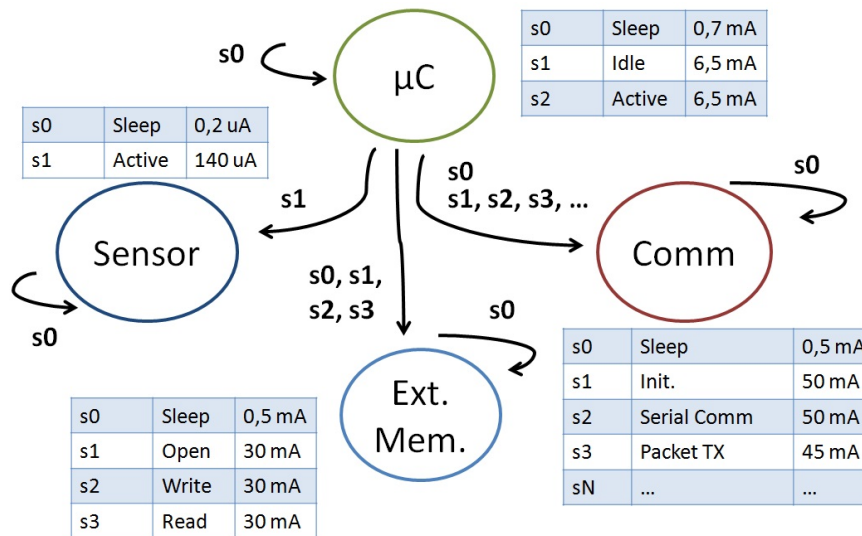 s0 Sleep 0,7 mA
s1 Idle 6,5 mA
s2 Active 6,5 mA
s0
µC
s0 Sleep 0,2 uA
s1 Active 140 uA
s1
s0
s1, s2, s3, ...
s0
Sensor
Comm
s0
s0, s1,
s2, s3
s0
Ext.
Mem.
s0 Sleep 0,5 mA
s1 Init. 50 mA
s2 Serial Comm 50 mA
s3 Packet TX 45 mA
sN ... ...
s0 Sleep 0,5 mA
s1 Open 30 mA
s2 Write 30 mA
s3 Read 30 mA